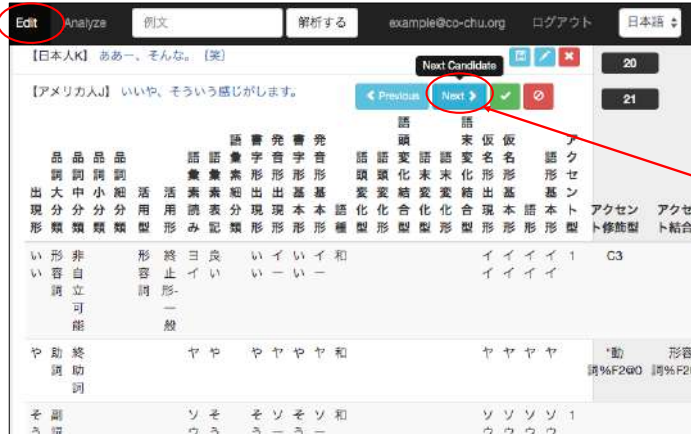 Edit Analyze 例文 解析する example@co-chu.org ログアウト 日本語
【日本人K】 ああー、そんな。（笑）
Next Candidate
20
【アメリカ人J】 いいや、そういう感じがします。
Previous Next
21
出現形 品詞大分類 品詞中分類 品詞小分類 品詞細分類 活用型 活用形 語彙素読み 語彙素表記 語彙素細分類 書字形出現形 発音形出現形 書字形基本形 発音形基本形 語種 語頭変化型 語頭変化形 語頭変化結合型 語末変化型 語末変化形 語末変化結合型 仮名形出現形 仮名形基本形 語形 語形基本形 アクセント型 アクセント修飾型 アクセ
ト結合
いい 形容詞 非自立可能 形容詞 終止形-一般 ヨイ 良い いい イー いい イー 和 イイ イイ イイ イイ 1 C3
や 助詞 終助詞 ヤ や や ヤ や ヤ 和 ヤ ヤ ヤ ヤ *動詞%F2@0 形容
詞%F2
そう 副詞 ソウ そう そう ソー そう ソー 和 ソウ ソウ ソウ ソウ 1